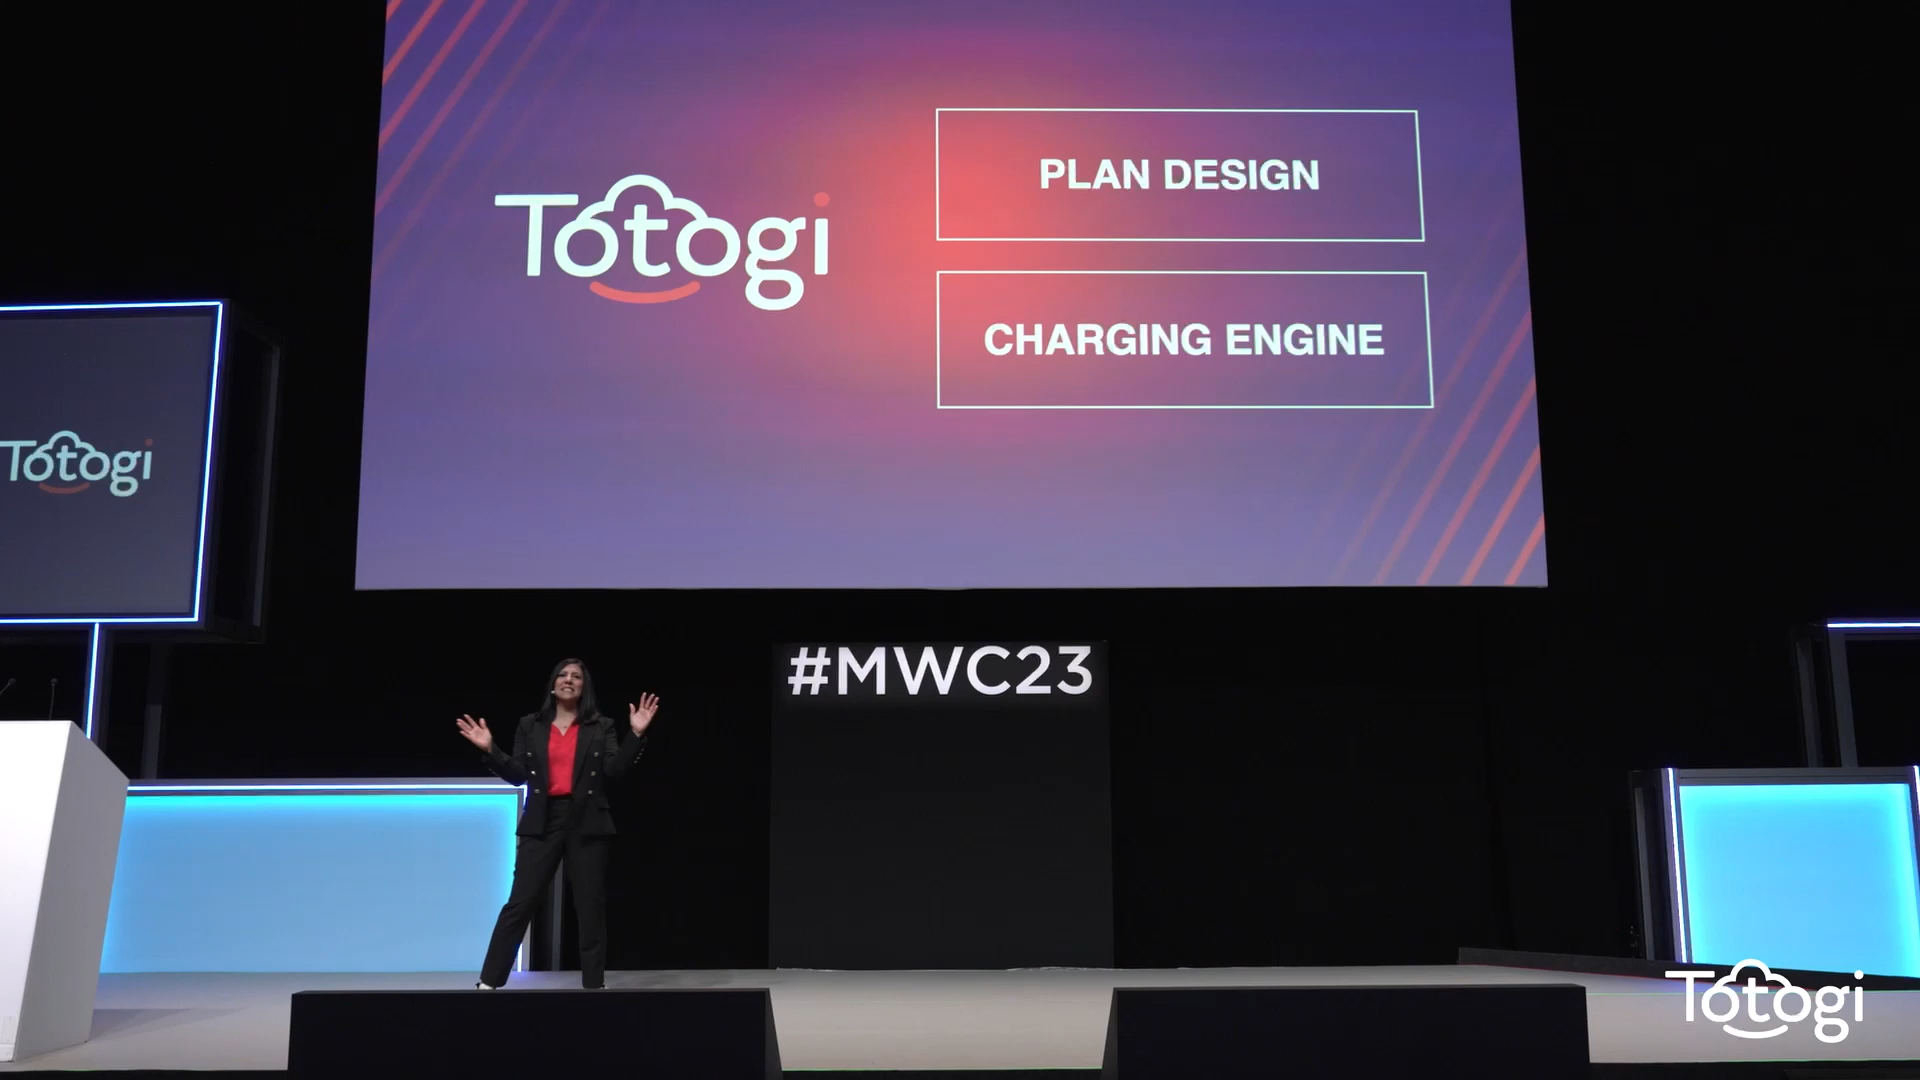 Totogi
PLAN DESIGN
CHARGING ENGINE
Totogi
#MWC23
Totogi